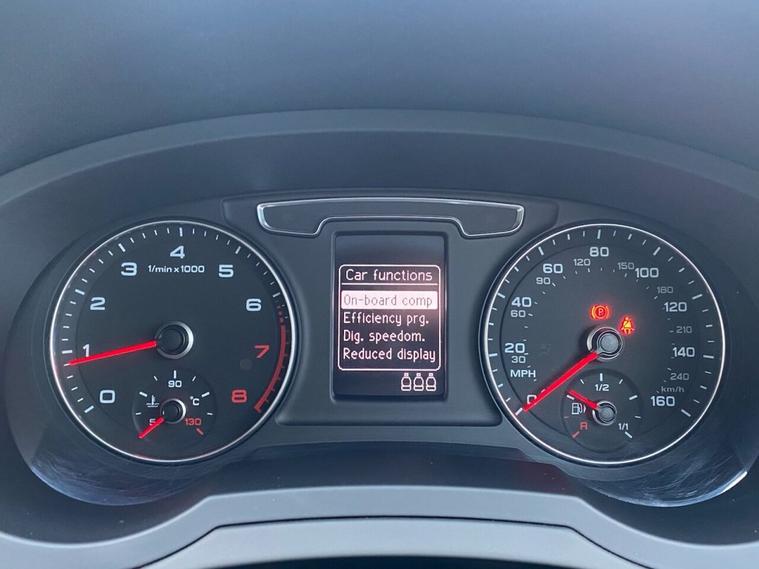 1/min x 1000
0
1
2
3
4
5
6
7
8
90
°C
130
Car functions
On-board comp
Efficiency prg.
Dig. speedom.
Reduced display
MPH
0
20
40
60
80
100
120
140
160
30
60
90
120
150
180
210
240
km/h
P
1/2
R
1/1